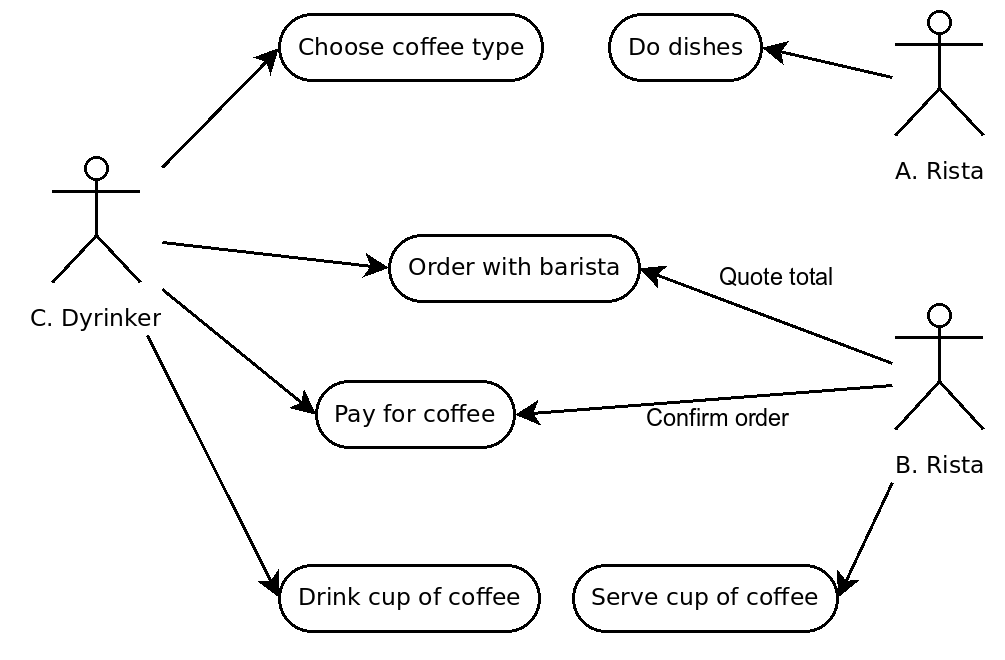 Choose coffee type
Do dishes
A. Rista
C. Dyrinker
Order with barista
Quote total
Pay for coffee
Confirm order
B. Rista
Drink cup of coffee
Serve cup of coffee